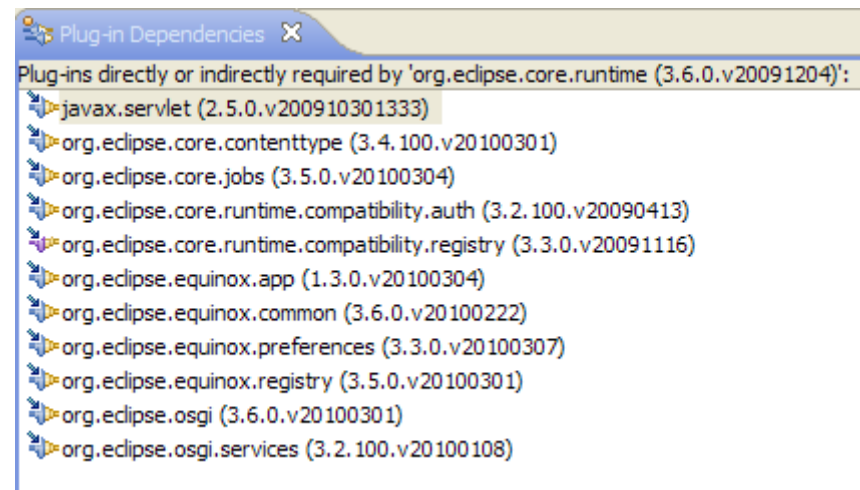 Plug-in Dependencies
Plug-ins directly or indirectly required by 'org.eclipse.core.runtime (3.6.0.v20091204)':
javax.servlet (2.5.0.v200910301333)
org.eclipse.core.contenttype (3.4.100.v20100301)
org.eclipse.core.jobs (3.5.0.v20100304)
org.eclipse.core.runtime.compatibility.auth (3.2.100.v20090413)
org.eclipse.core.runtime.compatibility.registry (3.3.0.v20091116)
org.eclipse.equinox.app (1.3.0.v20100304)
org.eclipse.equinox.common (3.6.0.v20100222)
org.eclipse.equinox.preferences (3.3.0.v20100307)
org.eclipse.equinox.registry (3.5.0.v20100301)
org.eclipse.osgi (3.6.0.v20100301)
org.eclipse.osgi.services (3.2.100.v20100108)